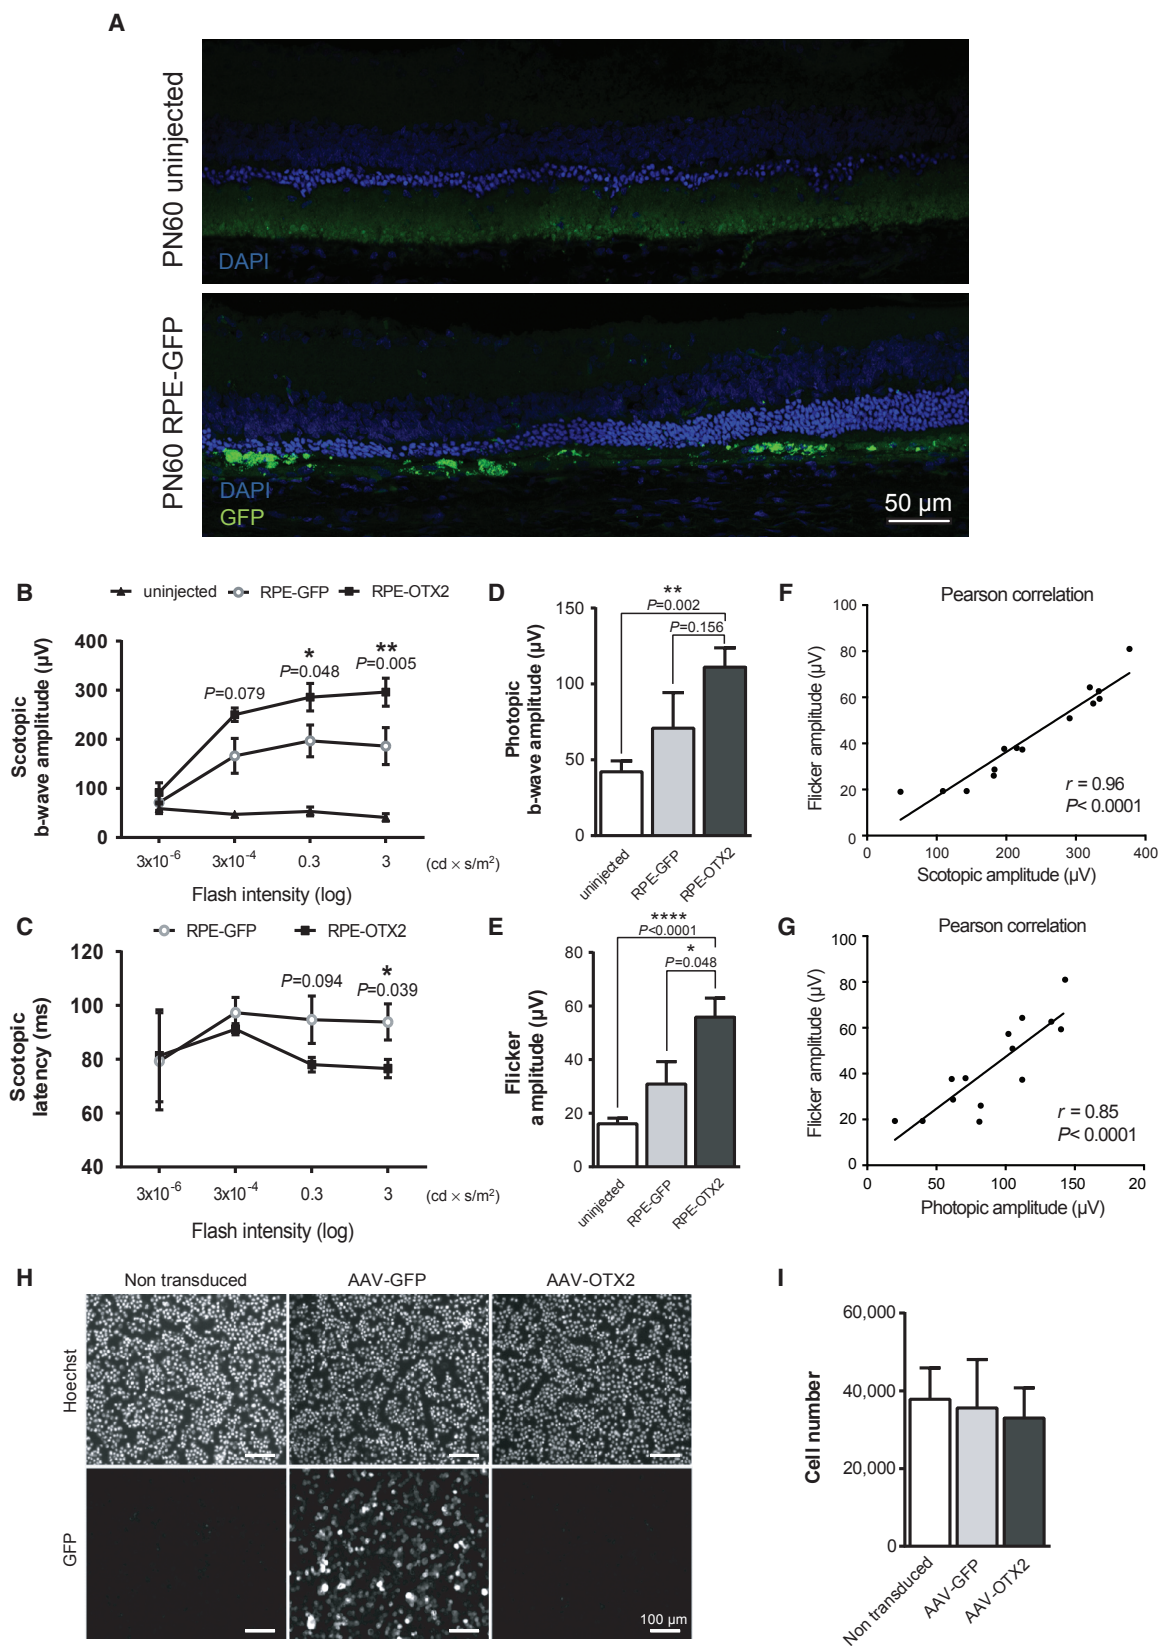 A
PN60 uninjected
DAPI
PN60 RPE-GFP
DAPI
GFP
50 µm
B
uninjected RPE-GFP RPE-OTX2
Scotopic
b-wave amplitude (µV)
400
300
200
100
0
P=0.079
*
P=0.048
**
P=0.005
3x10⁻⁶ 3x10⁻⁴ 0.3 3 (cd × s/m²)
Flash intensity (log)
C
RPE-GFP RPE-OTX2
Scotopic
latency (ms)
120
100
80
60
40
P=0.094
*
P=0.039
3x10⁻⁶ 3x10⁻⁴ 0.3 3 (cd × s/m²)
Flash intensity (log)
D
Photopic
b-wave amplitude (µV)
150
100
50
0
**
P=0.002
P=0.156
uninjected RPE-GFP RPE-OTX2
E
Flicker
a mplitude (µV)
80
60
40
20
0
****
P<0.0001
*
P=0.048
uninjected RPE-GFP RPE-OTX2
F
Pearson correlation
Flicker amplitude (µV)
100
80
60
40
20
0
r = 0.96
P< 0.0001
0 100 200 300 400
Scotopic amplitude (µV)
G
Pearson correlation
Flicker amplitude (µV)
100
80
60
40
20
0
r = 0.85
P< 0.0001
0 50 100 150 20
Photopic amplitude (µV)
H
Non transduced AAV-GFP AAV-OTX2
Hoechst
GFP
100 µm
I
Cell number
60,000
40,000
20,000
0
Non transduced AAV-GFP AAV-OTX2